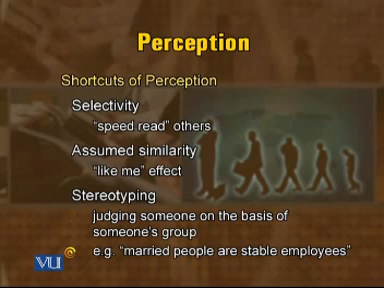 Perception
Shortcuts of Perception
Selectivity
"speed read" others
Assumed similarity
"like me" effect
Stereotyping
judging someone on the basis of
someone's group
e.g. "married people are stable employees"
VU